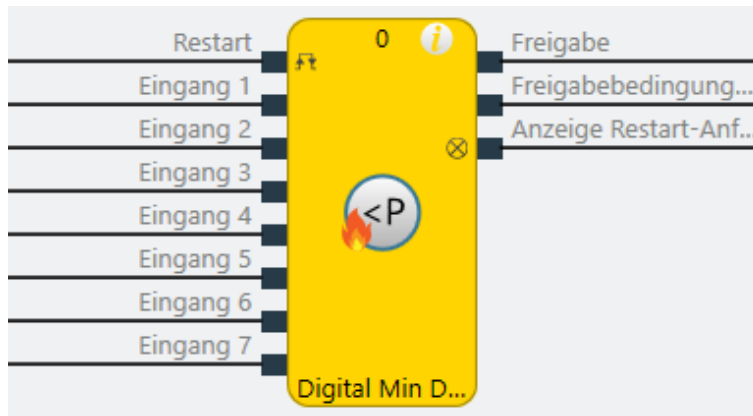 Restart
Eingang 1
Eingang 2
Eingang 3
Eingang 4
Eingang 5
Eingang 6
Eingang 7
0
i
<P
Digital Min D...
Freigabe
Freigabebedingung...
Anzeige Restart-Anf...